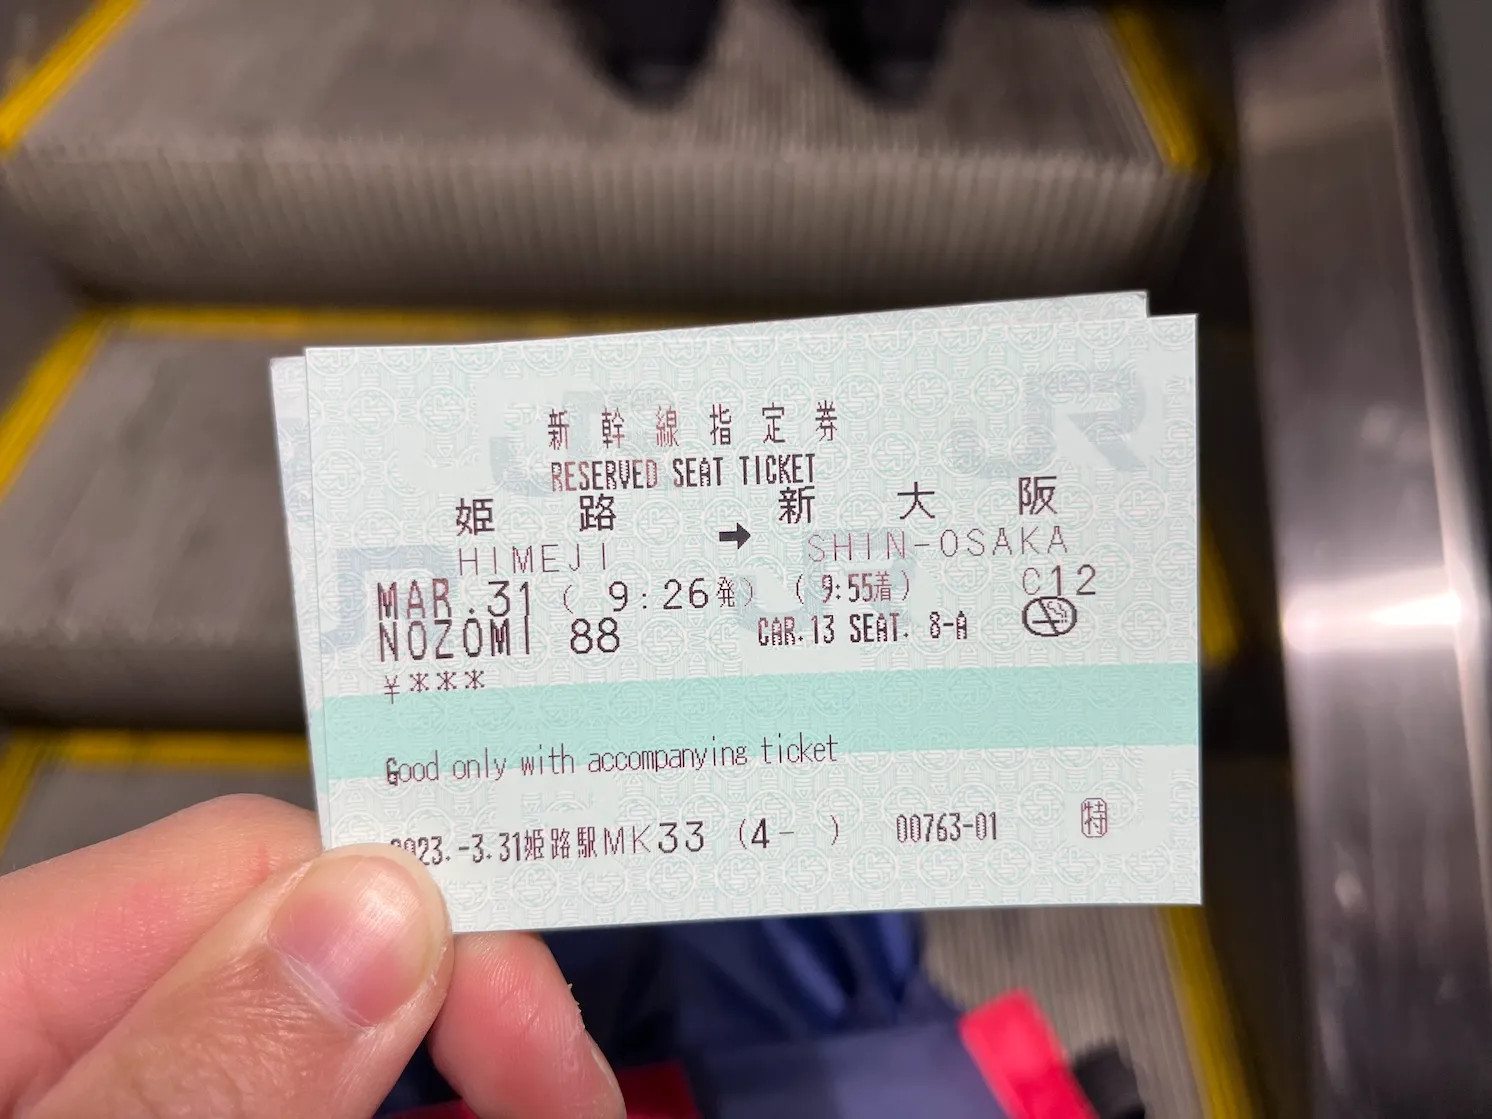 新幹線指定券
RESERVED SEAT TICKET
姫路 ➡ 新大阪
HIMEJI SHIN-OSAKA
MAR.31 ( 9:26発) ( 9:55着) C12
NOZOMI 88 CAR.13 SEAT. 8-A
¥***
Good only with accompanying ticket
2023.-3.31姫路駅MK33 (4- ) 00763-01 特
JR